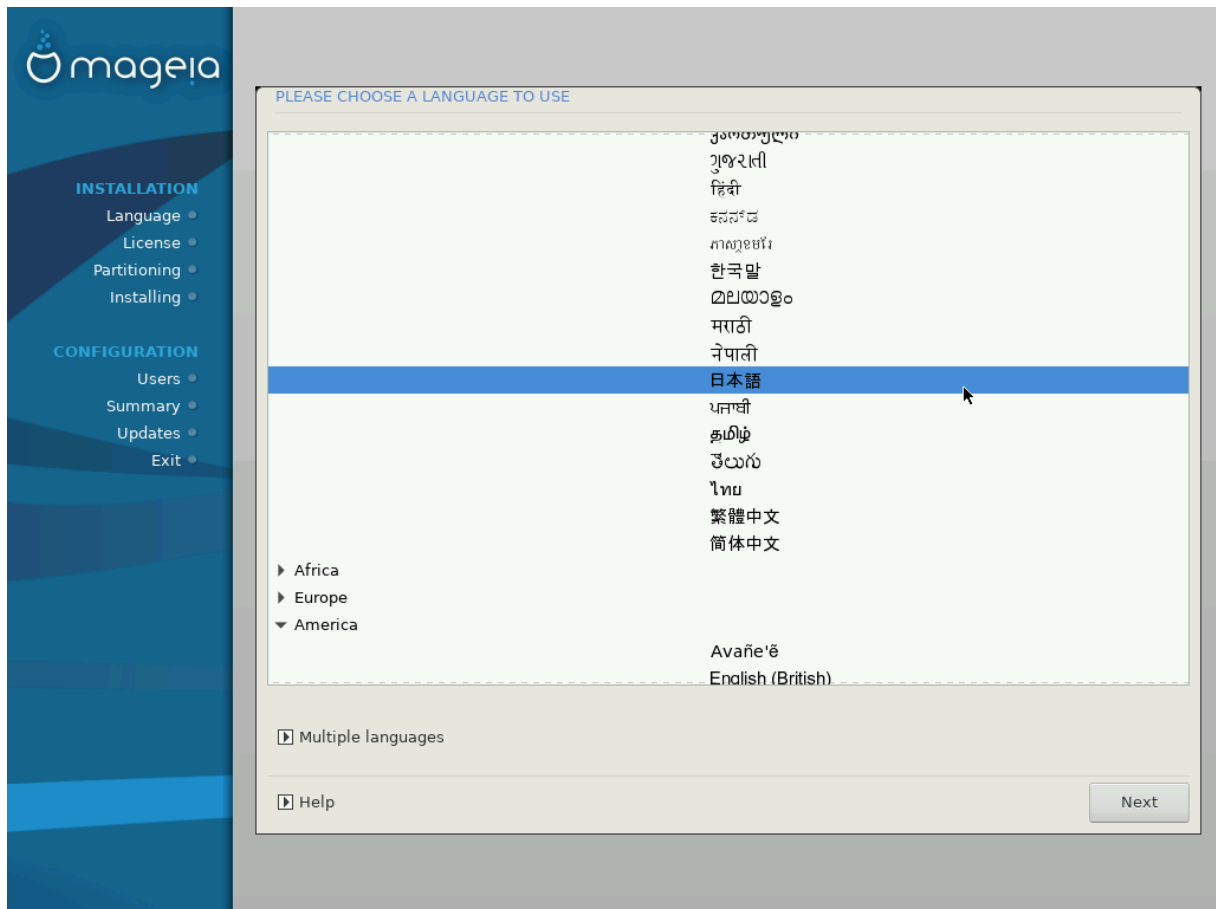 mageia
INSTALLATION
Language
License
Partitioning
Installing
CONFIGURATION
Users
Summary
Updates
Exit
PLEASE CHOOSE A LANGUAGE TO USE
ქართული
ગુજરાતી
हिंदी
ಕನ್ನಡ
ភាសាខ្មែរ
한국말
മലയാളം
मराठी
नेपाली
日本語
ਪਜਾਬੀ
தமிழ்
తెలుగు
ไทย
繁體中文
简体中文
Africa
Europe
America
Avañe'ẽ
English (British)
Multiple languages
Help
Next